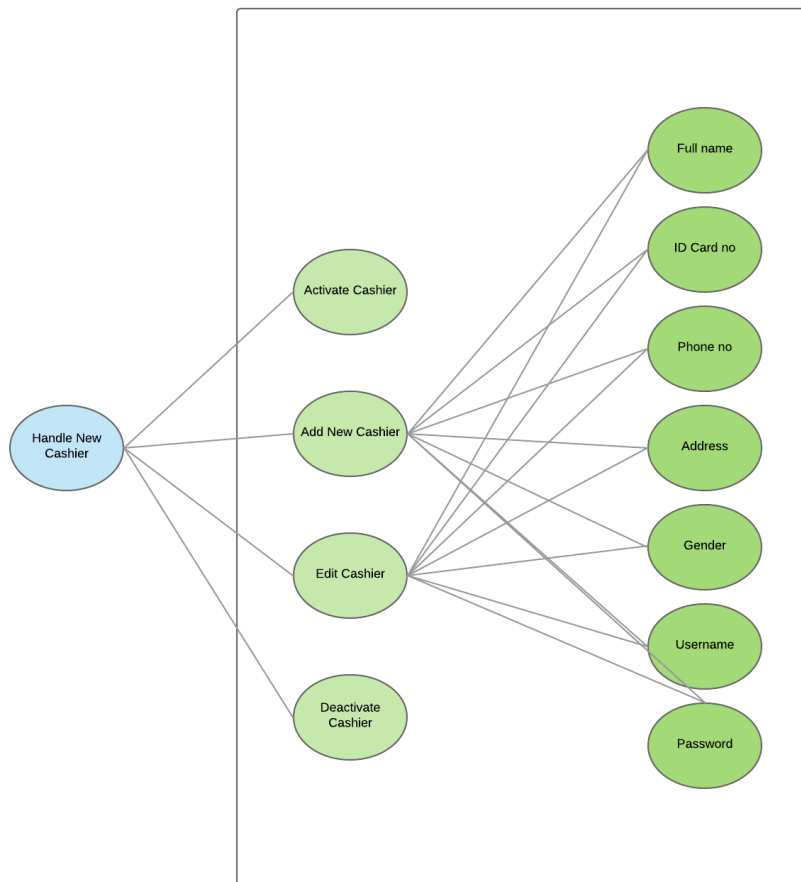 Handle New
Cashier
Activate Cashier
Add New Cashier
Edit Cashier
Deactivate
Cashier
Full name
ID Card no
Phone no
Address
Gender
Username
Password